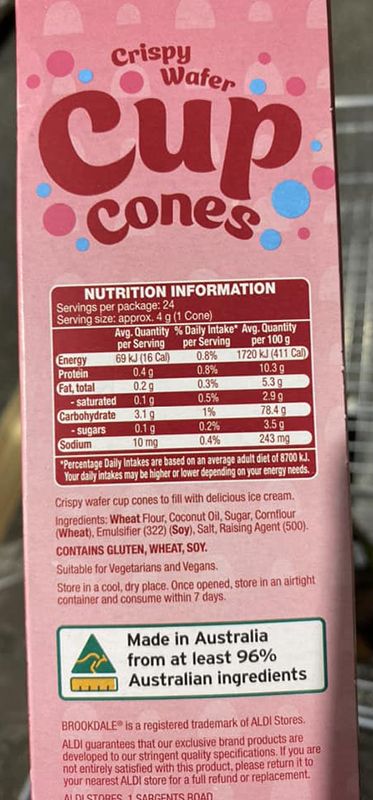 Crispy
Wafer
Cup
cones
NUTRITION INFORMATION
Servings per package: 24
Serving size: approx. 4 g (1 Cone)
Avg. Quantity % Daily Intake* Avg. Quantity
per Serving per Serving per 100 g
Energy 69 kJ (16 Cal) 0.8% 1720 kJ (411 Cal)
Protein 0.4 g 0.8% 10.3 g
Fat, total 0.2 g 0.3% 5.3 g
- saturated 0.1 g 0.5% 2.9 g
Carbohydrate 3.1 g 1% 78.4 g
- sugars 0.1 g 0.2% 3.5 g
Sodium 10 mg 0.4% 243 mg
*Percentage Daily Intakes are based on an average adult diet of 8700 kJ.
Your daily intakes may be higher or lower depending on your energy needs.
Crispy wafer cup cones to fill with delicious ice cream.
Ingredients: Wheat Flour, Coconut Oil, Sugar, Cornflour
(Wheat), Emulsifier (322) (Soy), Salt, Raising Agent (500).
CONTAINS GLUTEN, WHEAT, SOY.
Suitable for Vegetarians and Vegans.
Store in a cool, dry place. Once opened, store in an airtight
container and consume within 7 days.
Made in Australia
from at least 96%
Australian ingredients
BROOKDALE® is a registered trademark of ALDI Stores.
ALDI guarantees that our exclusive brand products are
developed to our stringent quality specifications. If you are
not entirely satisfied with this product, please return it to
your nearest ALDI store for a full refund or replacement.
ALDI STORES, 1 SARGENTS ROAD